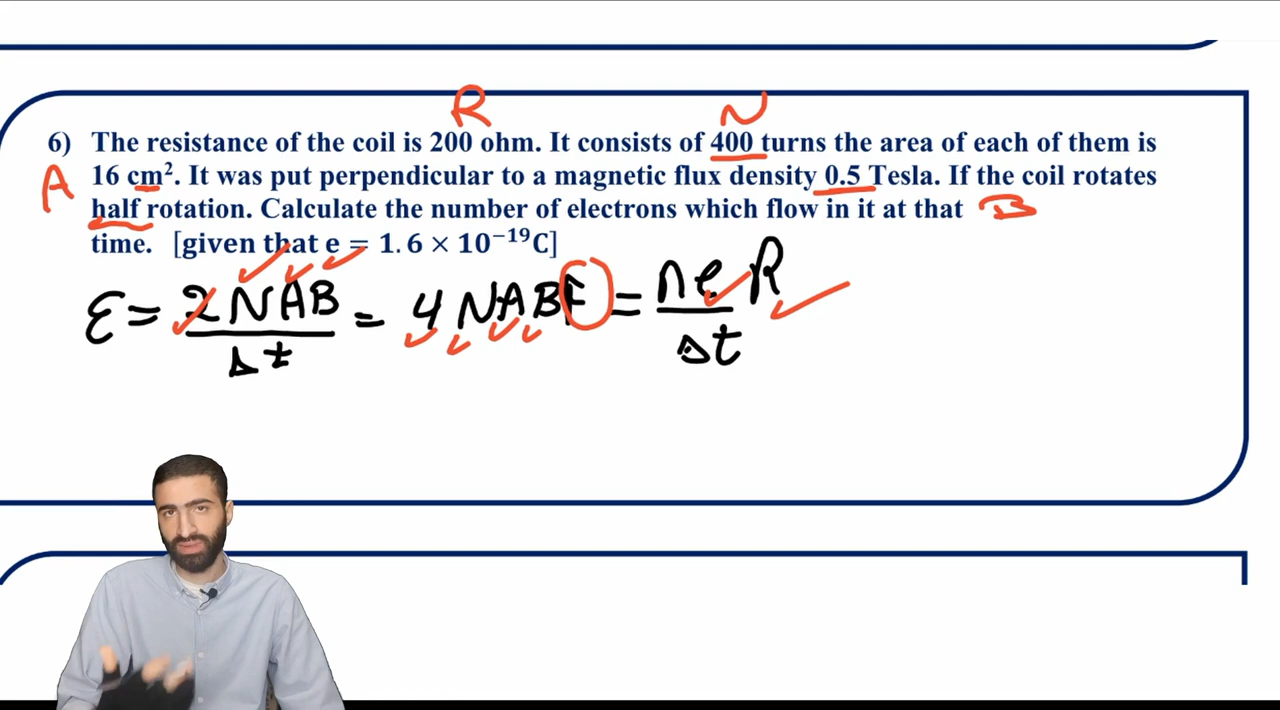 R N
6) The resistance of the coil is 200 ohm. It consists of 400 turns the area of each of them is
A 16 cm². It was put perpendicular to a magnetic flux density 0.5 Tesla. If the coil rotates
half rotation. Calculate the number of electrons which flow in it at that B
time. [given that e = 1.6 × 10⁻¹⁹C]
ε = 2NAB/Δt = 4NABF = ne/Δt R